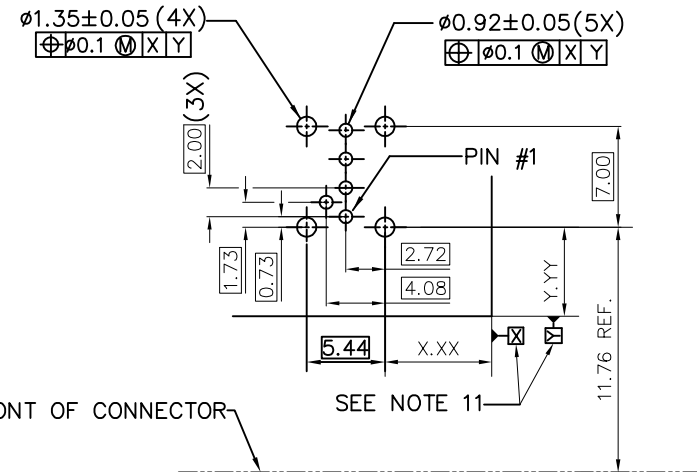 ø1.35±0.05 (4X)
⌖ ø0.1 Ⓜ X Y
ø0.92±0.05(5X)
⌖ ø0.1 Ⓜ X Y
2.00 (3X)
PIN #1
7.00
1.73
0.73
2.72
4.08
Y.YY
5.44
X.XX
X
Y
11.76 REF.
SEE NOTE 11
ONT OF CONNECTOR